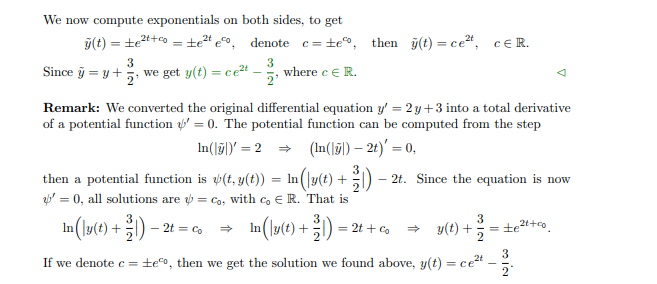 We now compute exponentials on both sides, to get
ỹ(t) = ±e^{2t+c₀} = ±e^{2t} e^{c₀}, denote c = ±e^{c₀}, then ỹ(t) = c e^{2t}, c ∈ ℝ.
Since ỹ = y + 3/2, we get y(t) = c e^{2t} − 3/2, where c ∈ ℝ. ◁
Remark: We converted the original differential equation y′ = 2 y + 3 into a total derivative
of a potential function ψ′ = 0. The potential function can be computed from the step
ln(|ỹ|)′ = 2 ⇒ (ln(|ỹ|) − 2t)′ = 0,
then a potential function is ψ(t, y(t)) = ln(|y(t) + 3/2|) − 2t. Since the equation is now
ψ′ = 0, all solutions are ψ = c₀, with c₀ ∈ ℝ. That is
ln(|y(t) + 3/2|) − 2t = c₀ ⇒ ln(|y(t) + 3/2|) = 2t + c₀ ⇒ y(t) + 3/2 = ±e^{2t+c₀}.
If we denote c = ±e^{c₀}, then we get the solution we found above, y(t) = c e^{2t} − 3/2.